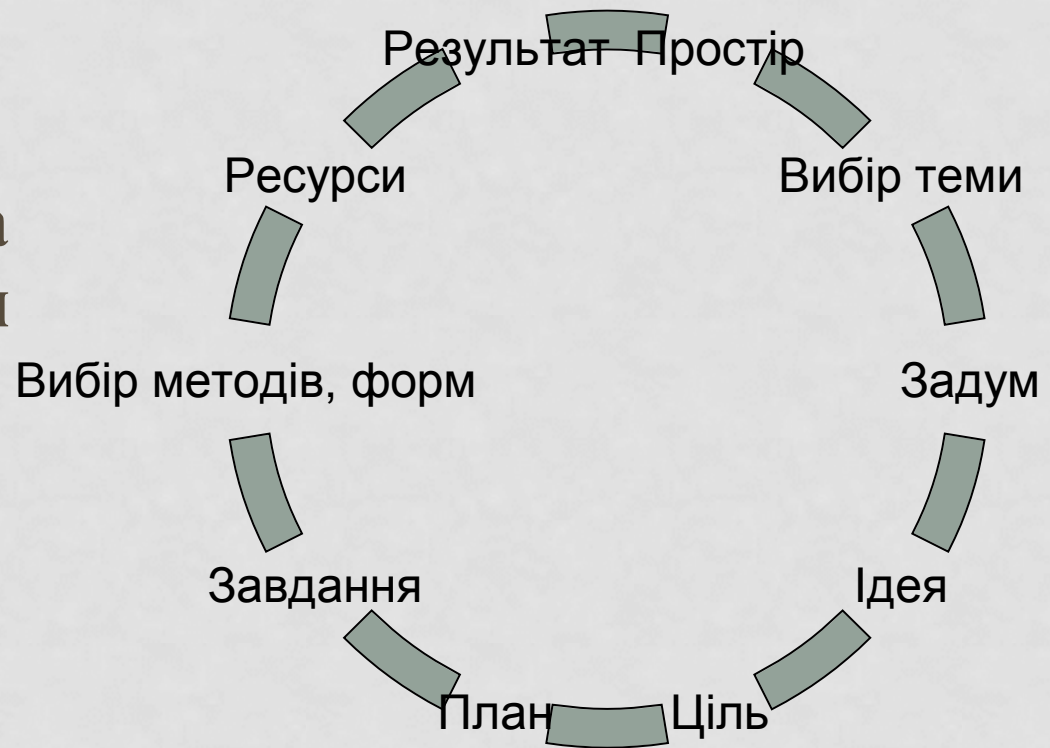 Результат Простір
Ресурси
Вибір теми
а
я
Вибір методів, форм
Задум
Завдання
Ідея
План
Ціль